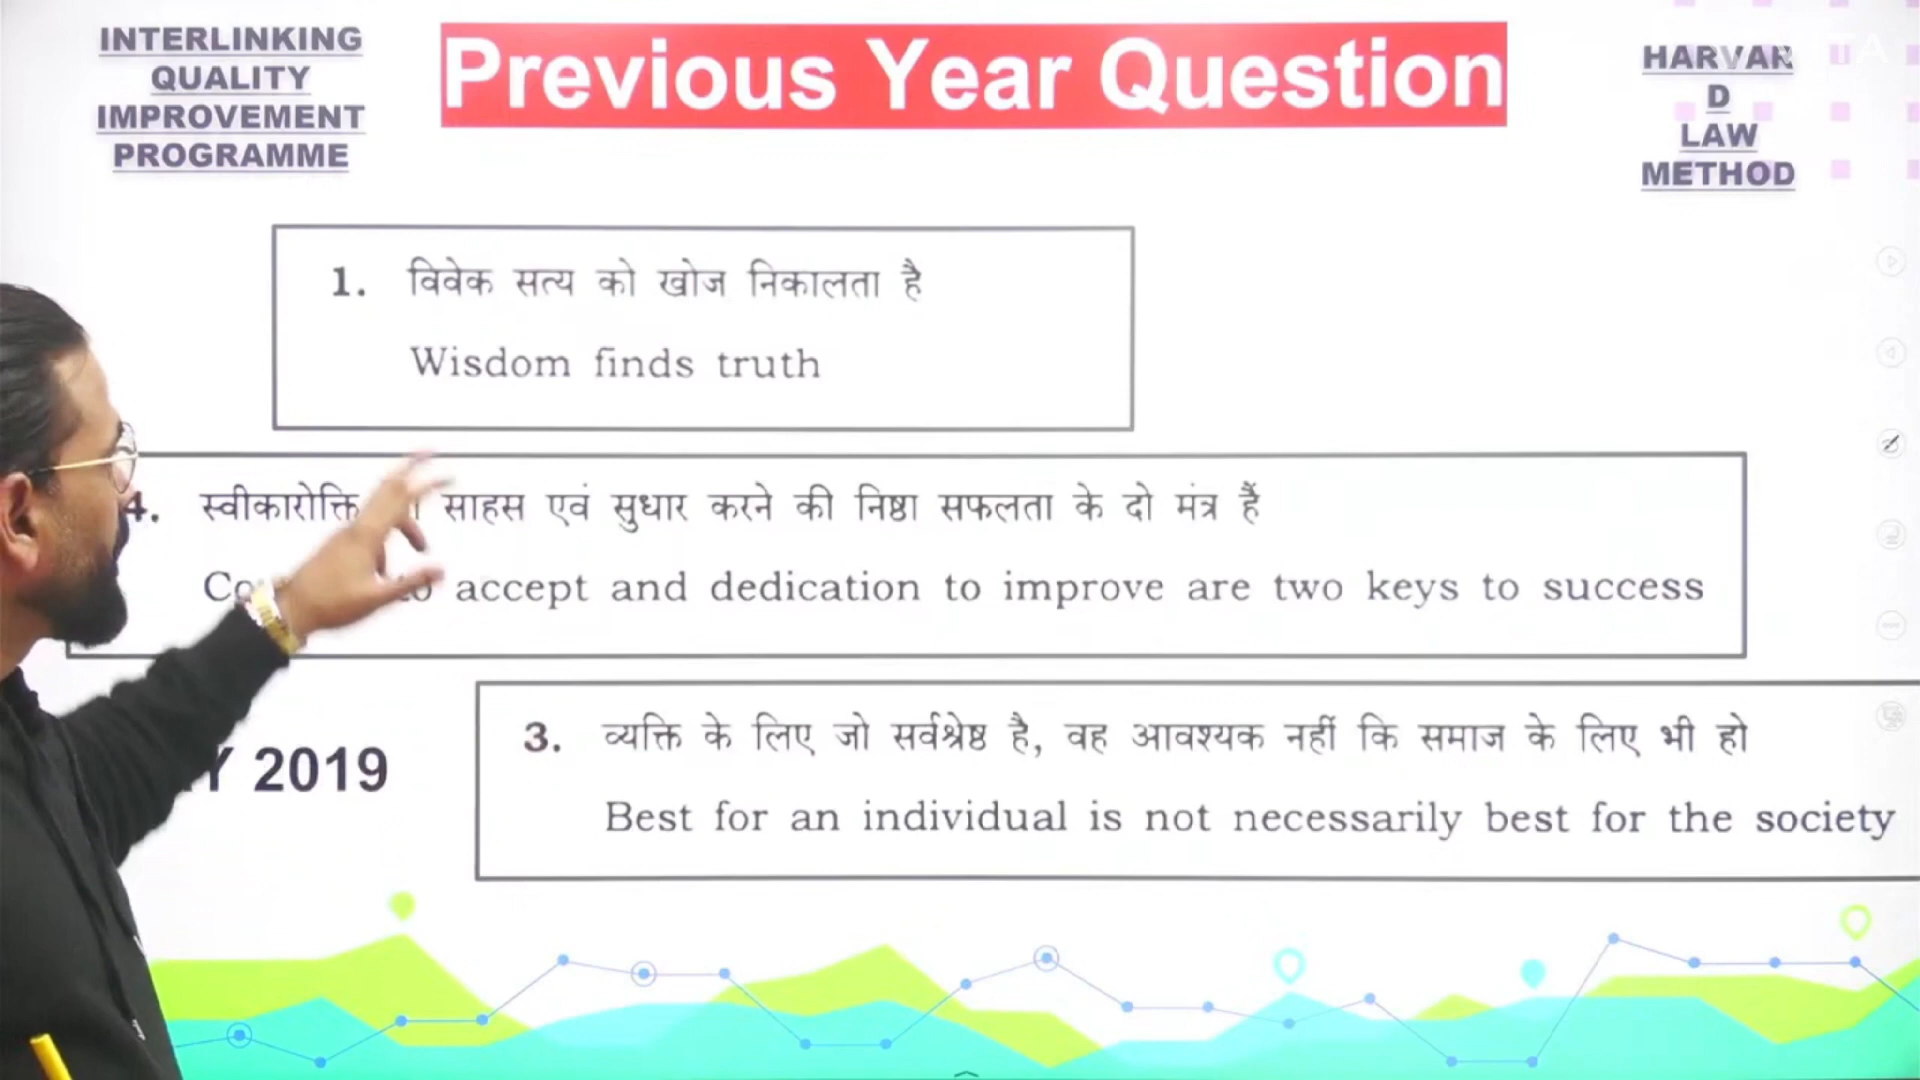 INTERLINKING
QUALITY
IMPROVEMENT
PROGRAMME
Previous Year Question
HARVAR
D
LAW
METHOD
1. विवेक सत्य को खोज निकालता है
Wisdom finds truth
4. स्वीकारोक्ति साहस एवं सुधार करने की निष्ठा सफलता के दो मंत्र हैं
to accept and dedication to improve are two keys to success
2019
3. व्यक्ति के लिए जो सर्वश्रेष्ठ है, वह आवश्यक नहीं कि समाज के लिए भी हो
Best for an individual is not necessarily best for the society